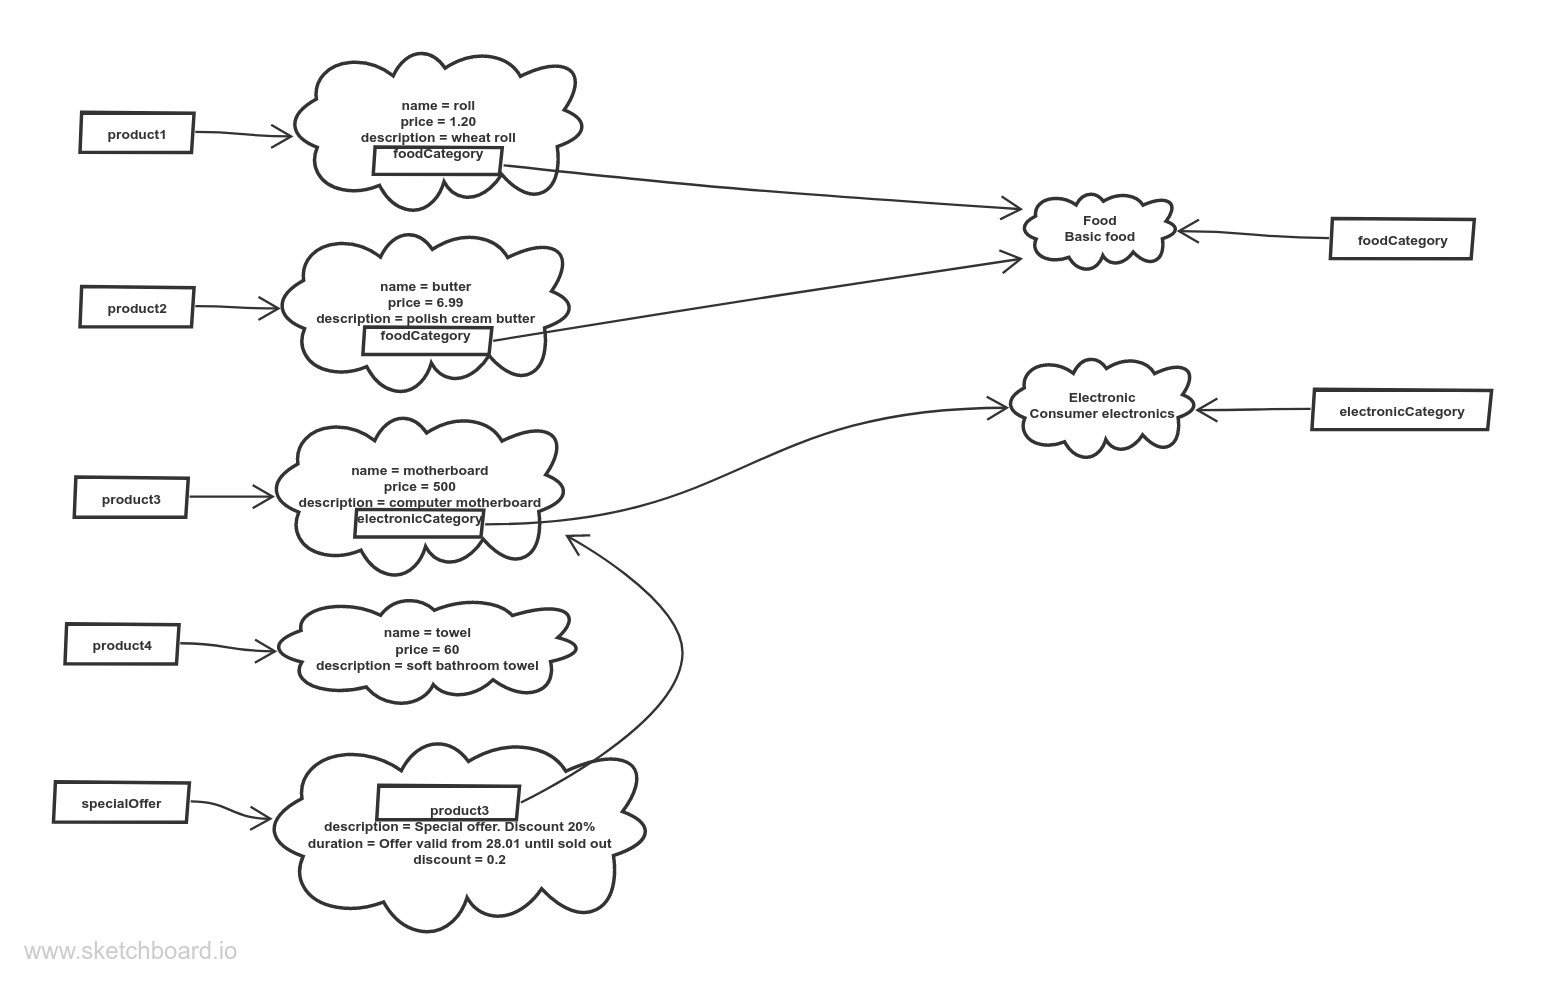 product1
name = roll
price = 1.20
description = wheat roll
foodCategory
Food
Basic food
foodCategory
product2
name = butter
price = 6.99
description = polish cream butter
foodCategory
Electronic
Consumer electronics
electronicCategory
product3
name = motherboard
price = 500
description = computer motherboard
electronicCategory
product4
name = towel
price = 60
description = soft bathroom towel
specialOffer
product3
description = Special offer. Discount 20%
duration = Offer valid from 28.01 until sold out
discount = 0.2
www.sketchboard.io